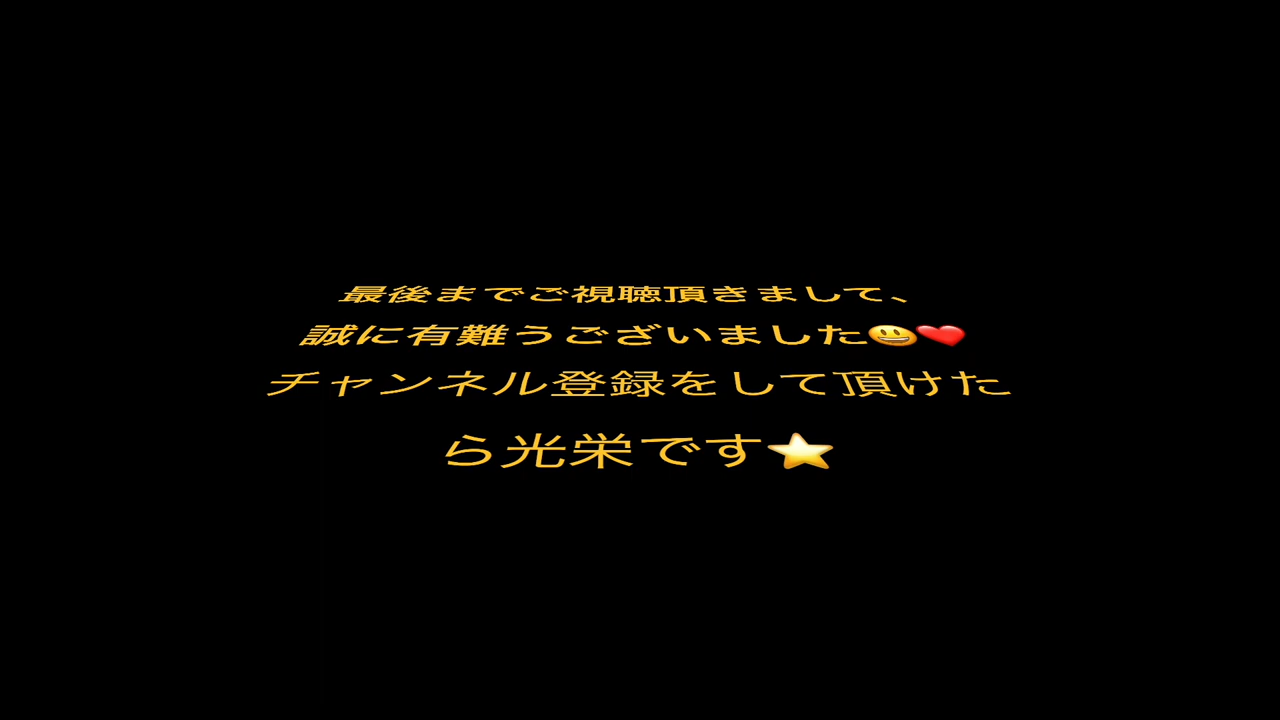 最後までご視聴頂きまして、
誠に有難うございました😃❤️
チャンネル登録をして頂けた
ら光栄です⭐